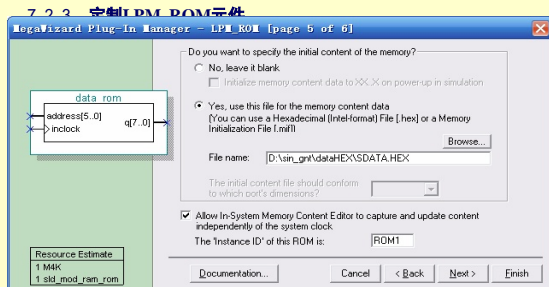 7.2.3 定制LPM_ROM元件
MegaWizard Plug-In Manager - LPM_ROM [page 5 of 6]
Do you want to specify the initial content of the memory?
No, leave it blank
Initialize memory content data to XX..X on power-up in simulation
data rom
address[5..0]
inclock
q[7..0]
Yes, use this file for the memory content data
(You can use a Hexadecimal (Intel-format) File [.hex] or a Memory
Initialization File [.mif])
Browse...
File name: D:\sin_gnt\dataHEX\SDATA.HEX
The initial content file should conform
to which port's dimensions?
Allow In-System Memory Content Editor to capture and update content
independently of the system clock
The 'Instance ID' of this ROM is: ROM1
Resource Estimate
1 M4K
1 sld_mod_ram_rom
Documentation... Cancel < Back Next > Finish